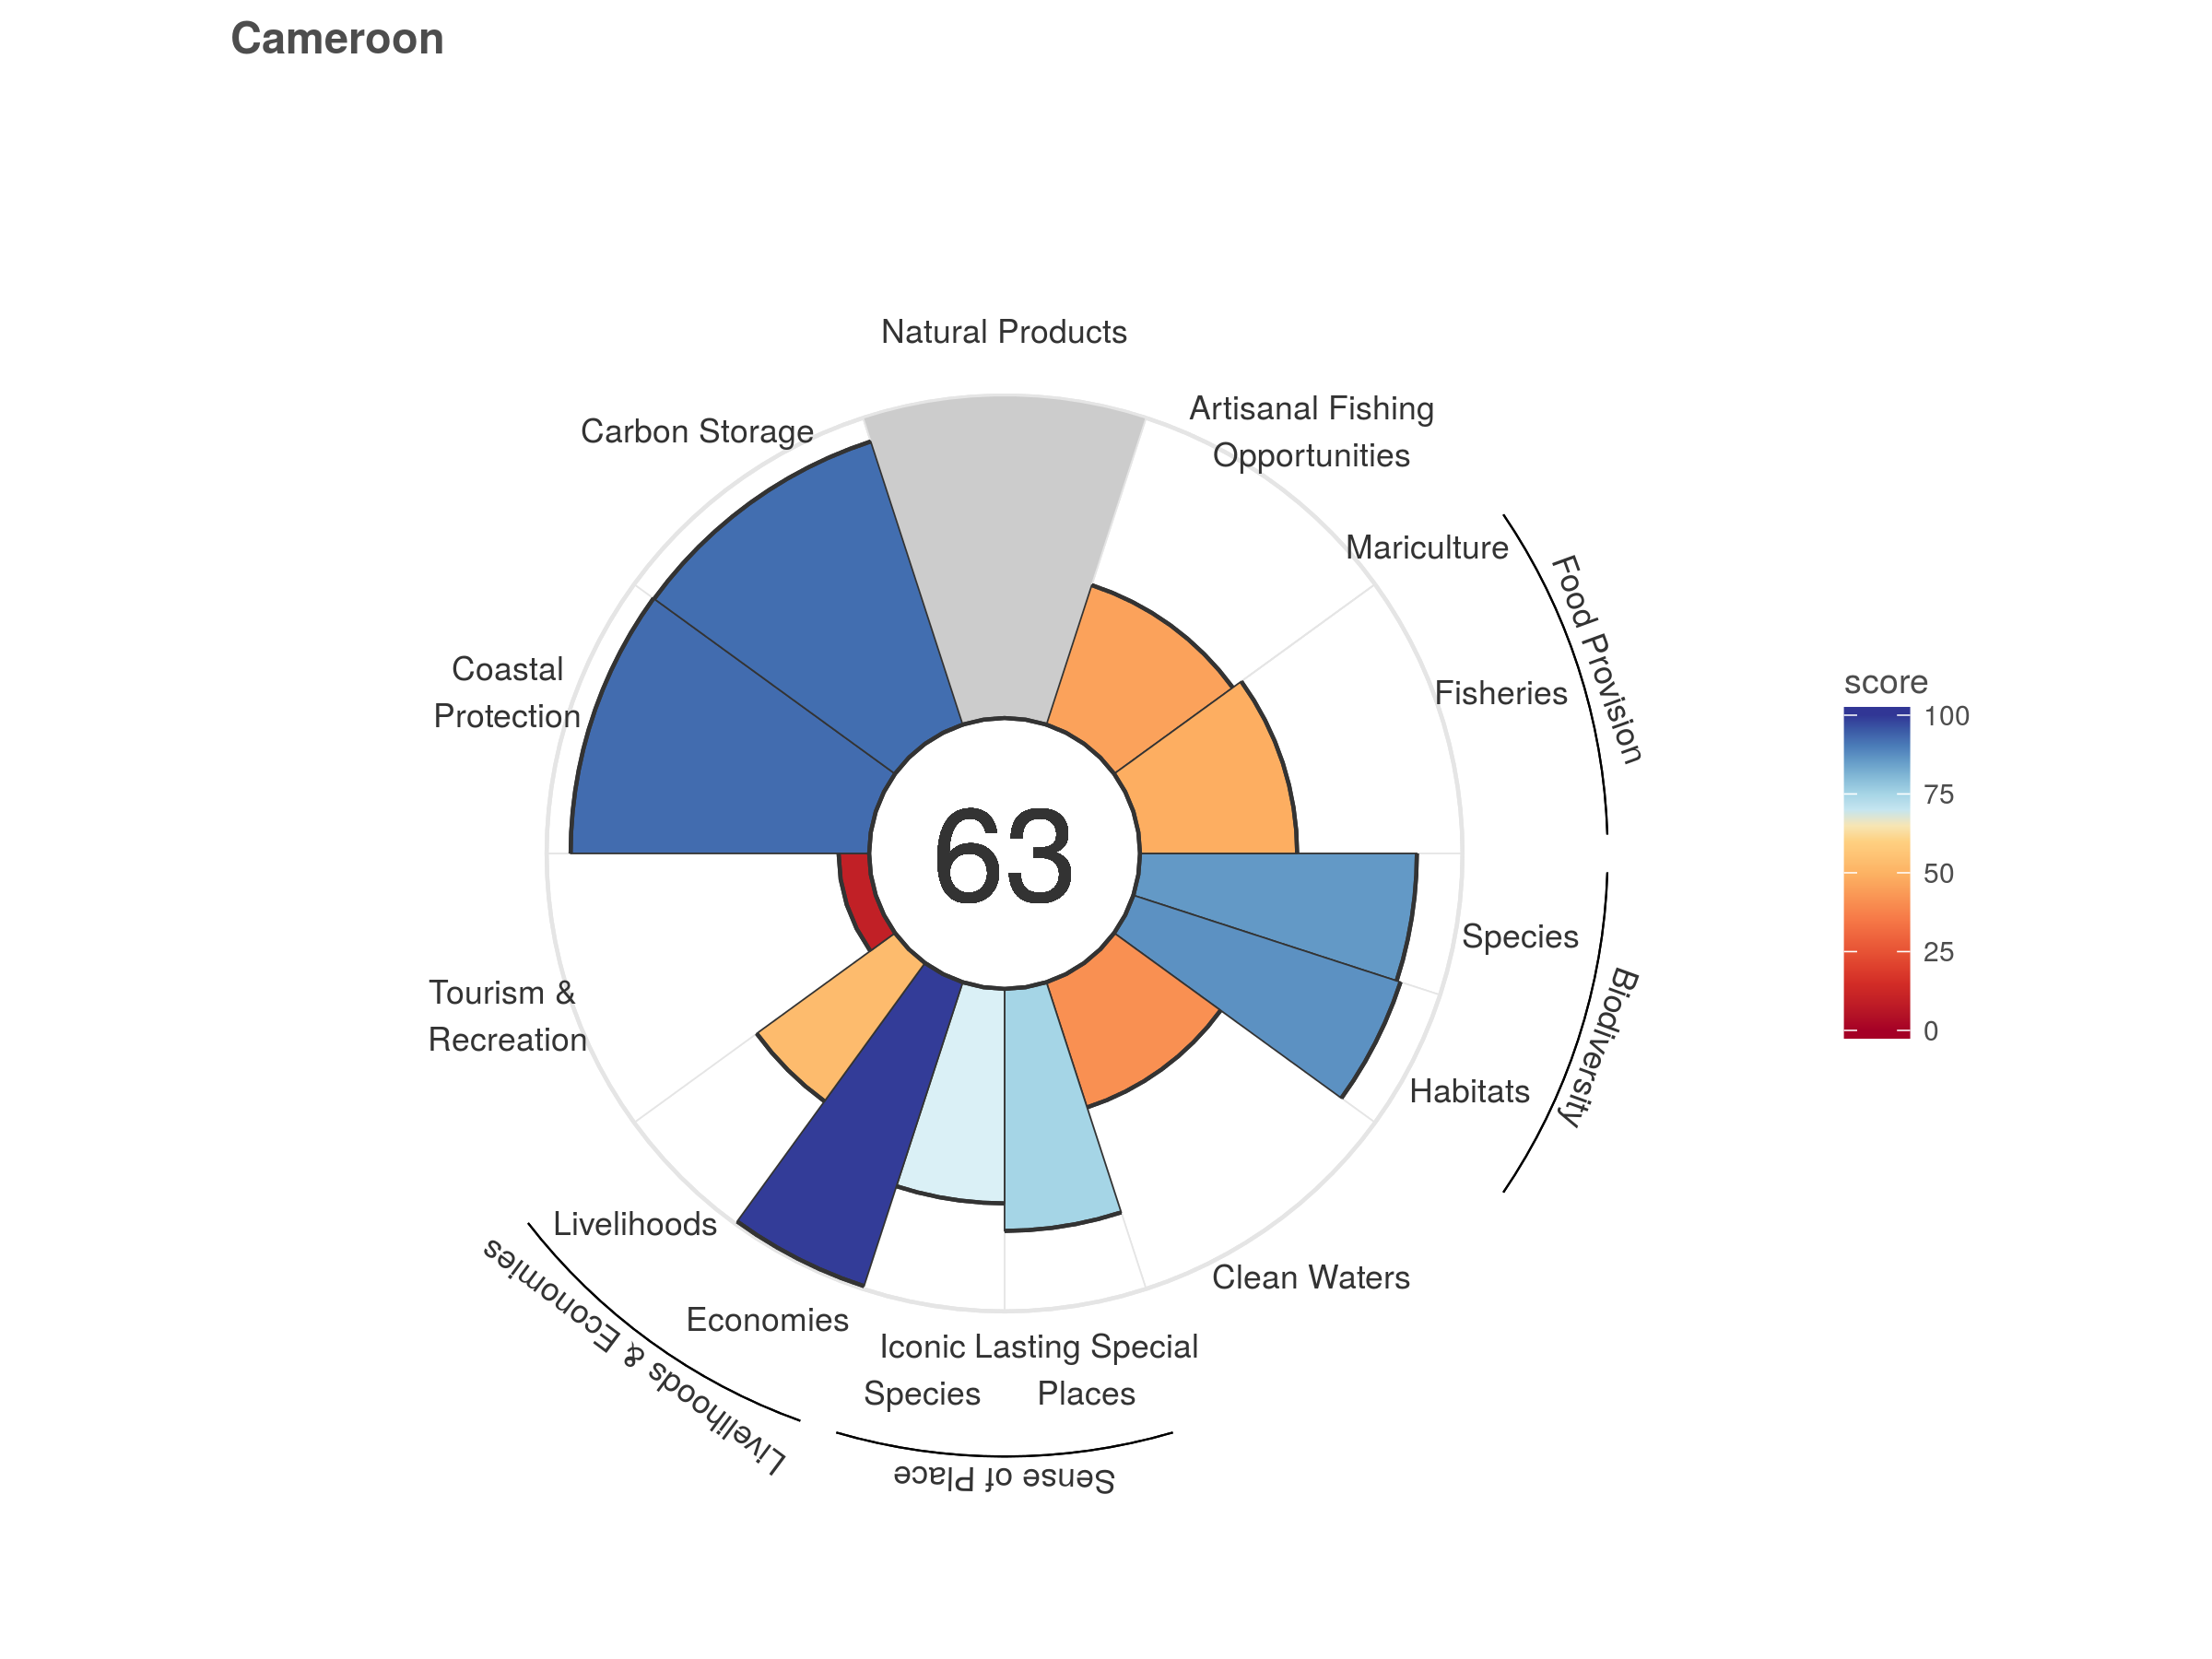 Cameroon
Natural Products
Artisanal Fishing
Opportunities
Carbon Storage
Mariculture
Food Provision
Fisheries
Coastal
Protection
63
score
100
75
50
25
0
Species
Biodiversity
Habitats
Tourism &
Recreation
Livelihoods
Clean Waters
Economies
Iconic
Species
Lasting Special
Places
Livelihoods & Economies
Sense of Place